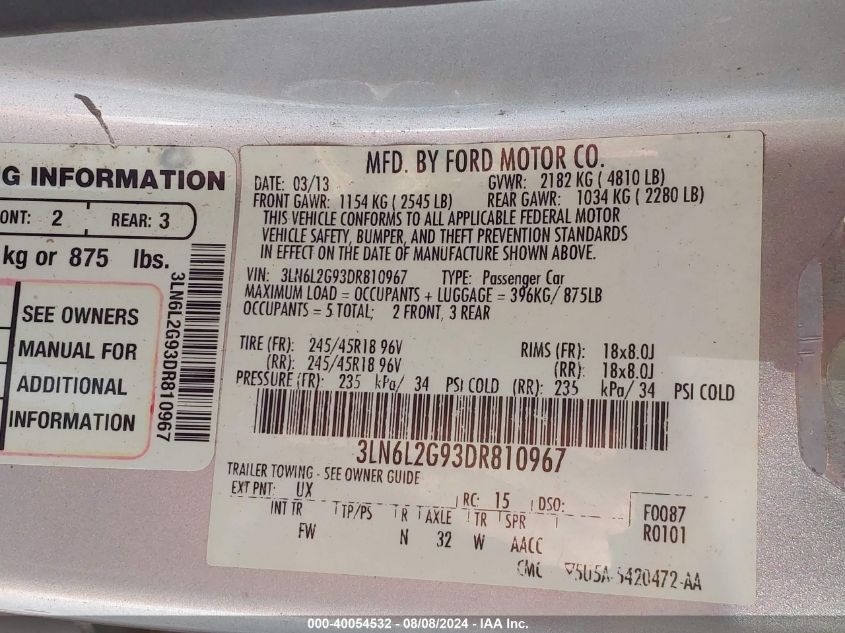 G INFORMATION
ONT: 2 REAR: 3
kg or 875 lbs.
3LN6L2G93DR810967
SEE OWNERS
MANUAL FOR
ADDITIONAL
INFORMATION
MFD. BY FORD MOTOR CO.
DATE: 03/13 GVWR: 2182 KG ( 4810 LB)
FRONT GAWR: 1154 KG ( 2545 LB) REAR GAWR: 1034 KG ( 2280 LB)
THIS VEHICLE CONFORMS TO ALL APPLICABLE FEDERAL MOTOR
VEHICLE SAFETY, BUMPER, AND THEFT PREVENTION STANDARDS
IN EFFECT ON THE DATE OF MANUFACTURE SHOWN ABOVE.
VIN: 3LN6L2G93DR810967 TYPE: Passenger Car
MAXIMUM LOAD = OCCUPANTS + LUGGAGE = 396KG/ 875LB
OCCUPANTS = 5 TOTAL; 2 FRONT, 3 REAR
TIRE (FR): 245/45R18 96V RIMS (FR): 18x8.0J
(RR): 245/45R18 96V (RR): 18x8.0J
PRESSURE (FR): 235 kPa/ 34 PSI COLD (RR): 235 kPa/ 34 PSI COLD
3LN6L2G93DR810967
TRAILER TOWING - SEE OWNER GUIDE
EXT PNT: UX RC: 15 DSO: F0087
INT TR TP/PS R AXLE TR SPR R0101
FW N 32 W AACC
CMC 5U5A-5420472-AA
000-40054532 - 08/08/2024 - IAA Inc.